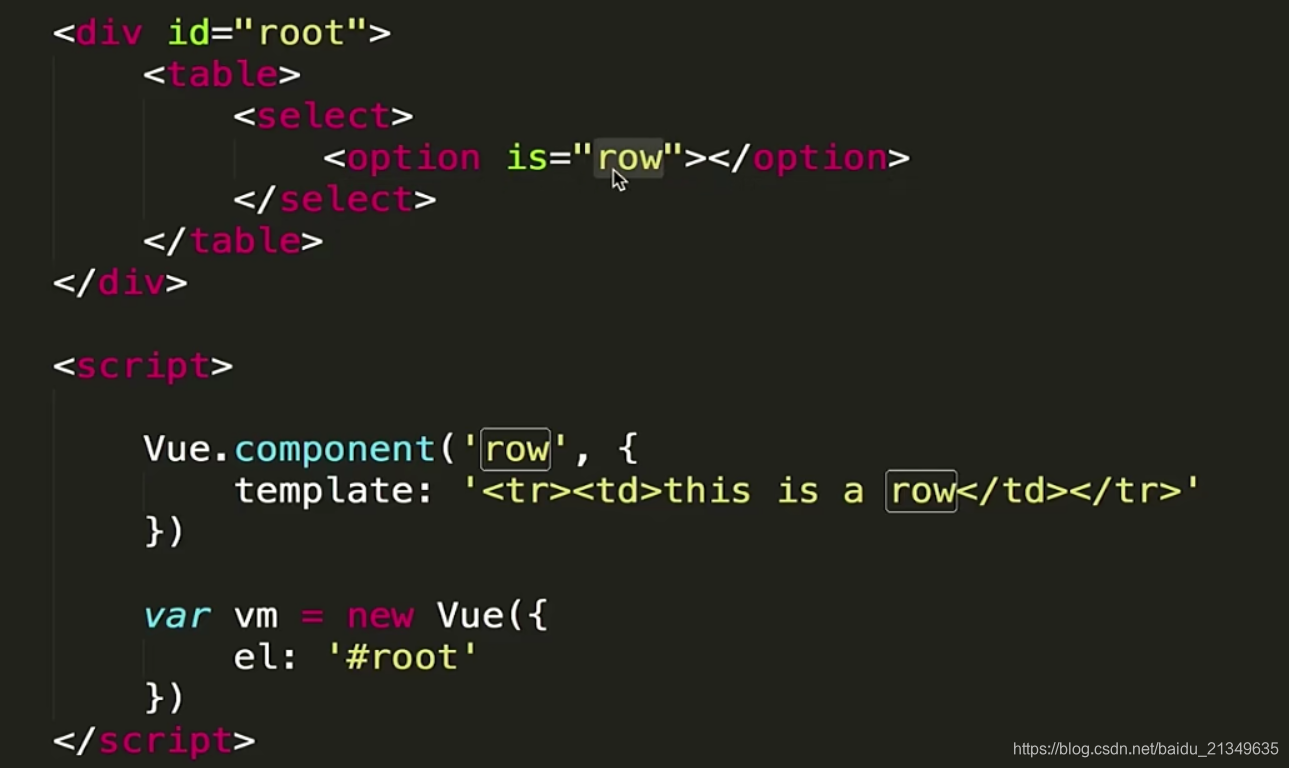 <div id="root">
    <table>
        <select>
            <option is="row"></option>
        </select>
    </table>
</div>
<script>
    Vue.component('row', {
        template: '<tr><td>this is a row</td></tr>'
    })
    var vm = new Vue({
        el: '#root'
    })
</script>
https://blog.csdn.net/baidu_21349635